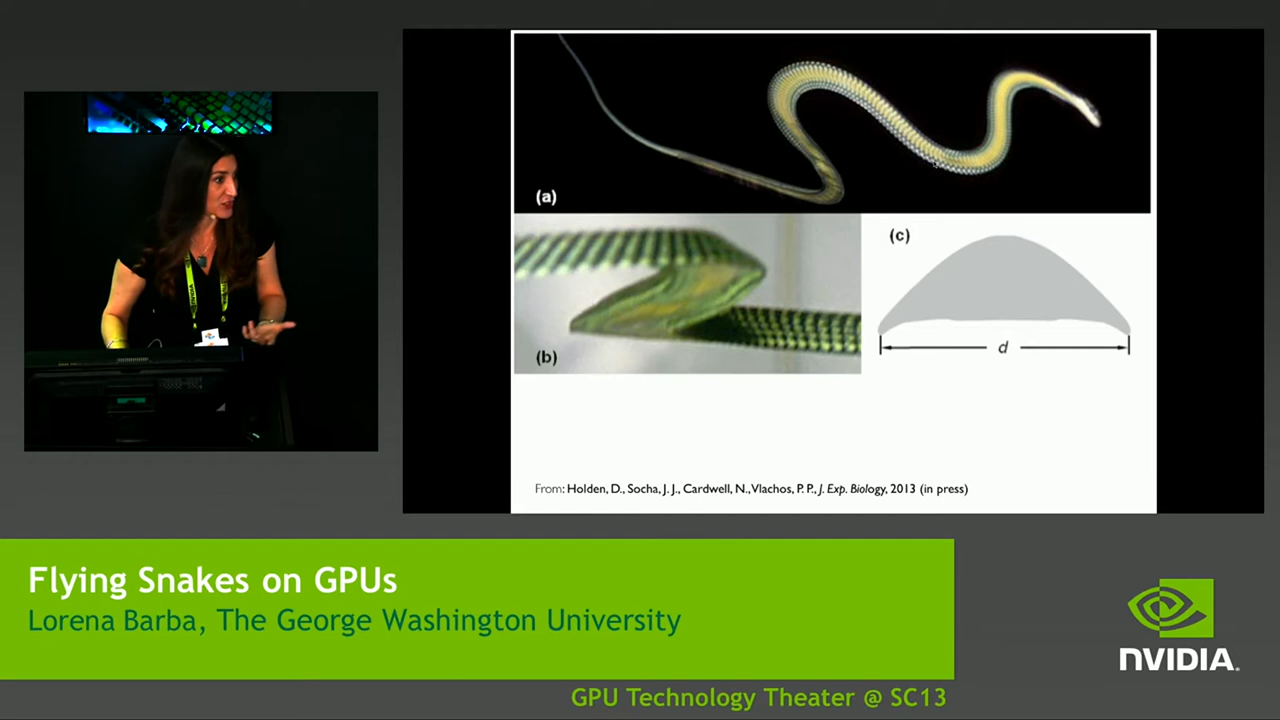 (a)
(b)
(c)
d
From: Holden, D., Socha, J. J., Cardwell, N., Vlachos, P. P., J. Exp. Biology, 2013 (in press)
Flying Snakes on GPUs
Lorena Barba, The George Washington University
NVIDIA.
GPU Technology Theater @ SC13